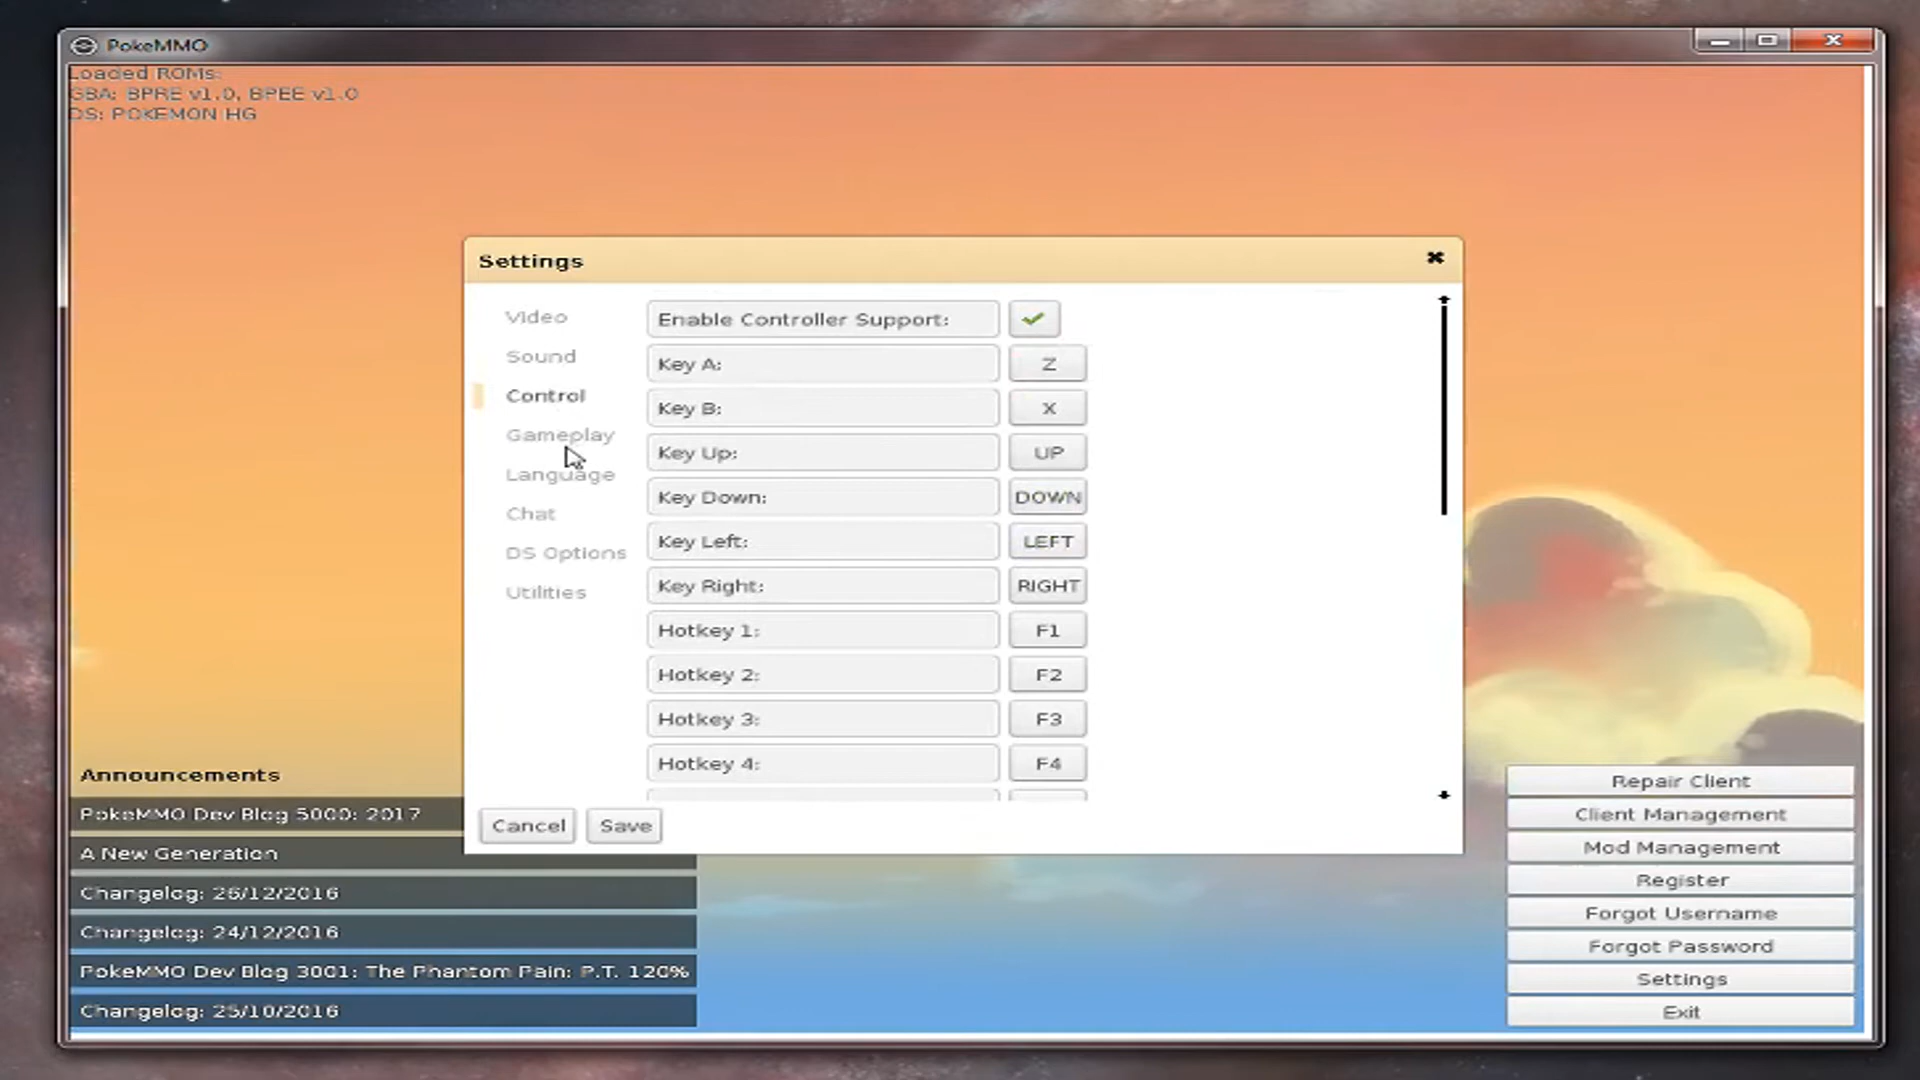 PokeMMO
Loaded ROMs:
GBA: BPRE v1.0, BPEE v1.0
DS: POKEMON HG
Settings
Video
Sound
Control
Gameplay
Language
Chat
DS Options
Utilities
Enable Controller Support:
Key A: Z
Key B: X
Key Up: UP
Key Down: DOWN
Key Left: LEFT
Key Right: RIGHT
Hotkey 1: F1
Hotkey 2: F2
Hotkey 3: F3
Hotkey 4: F4
Cancel Save
Announcements
PokeMMO Dev Blog 5000: 2017
A New Generation
Changelog: 26/12/2016
Changelog: 24/12/2016
PokeMMO Dev Blog 3001: The Phantom Pain: P.T. 120%
Changelog: 25/10/2016
Repair Client
Client Management
Mod Management
Register
Forgot Username
Forgot Password
Settings
Exit